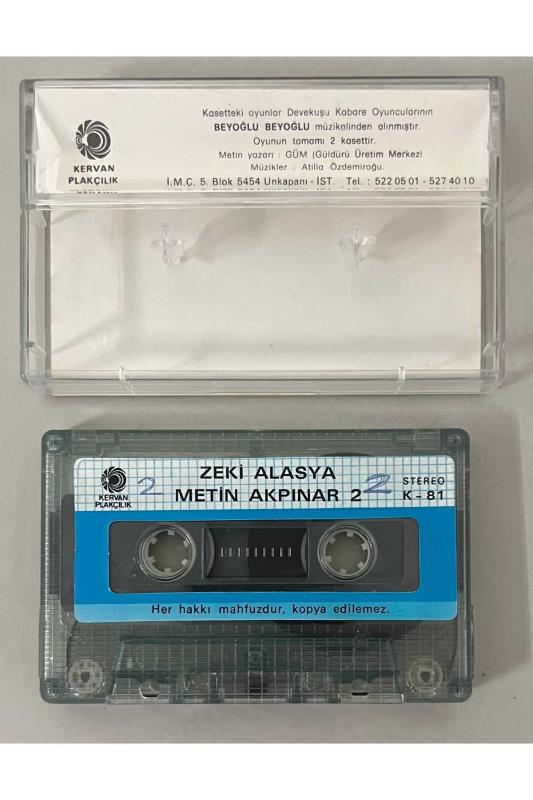 Kasetteki oyunlar Devekuşu Kabare Oyuncularının
BEYOĞLU BEYOĞLU müzikalinden alınmıştır.
Oyunun tamamı 2 kasettir.
Metin yazarı : GÜM (Güldürü Üretim Merkezi
Müzikler : Atilla Özdemiroğu.
KERVAN
PLAKÇILIK
İ.M.C. 5. Blok 5454 Unkapanı - İST. Tel. : 522 05 01 - 527 40 10
ZEKİ ALASYA
METİN AKPINAR 2
2
2
STEREO
K - 81
KERVAN
PLAKÇILIK
Her hakkı mahfuzdur, kopya edilemez.